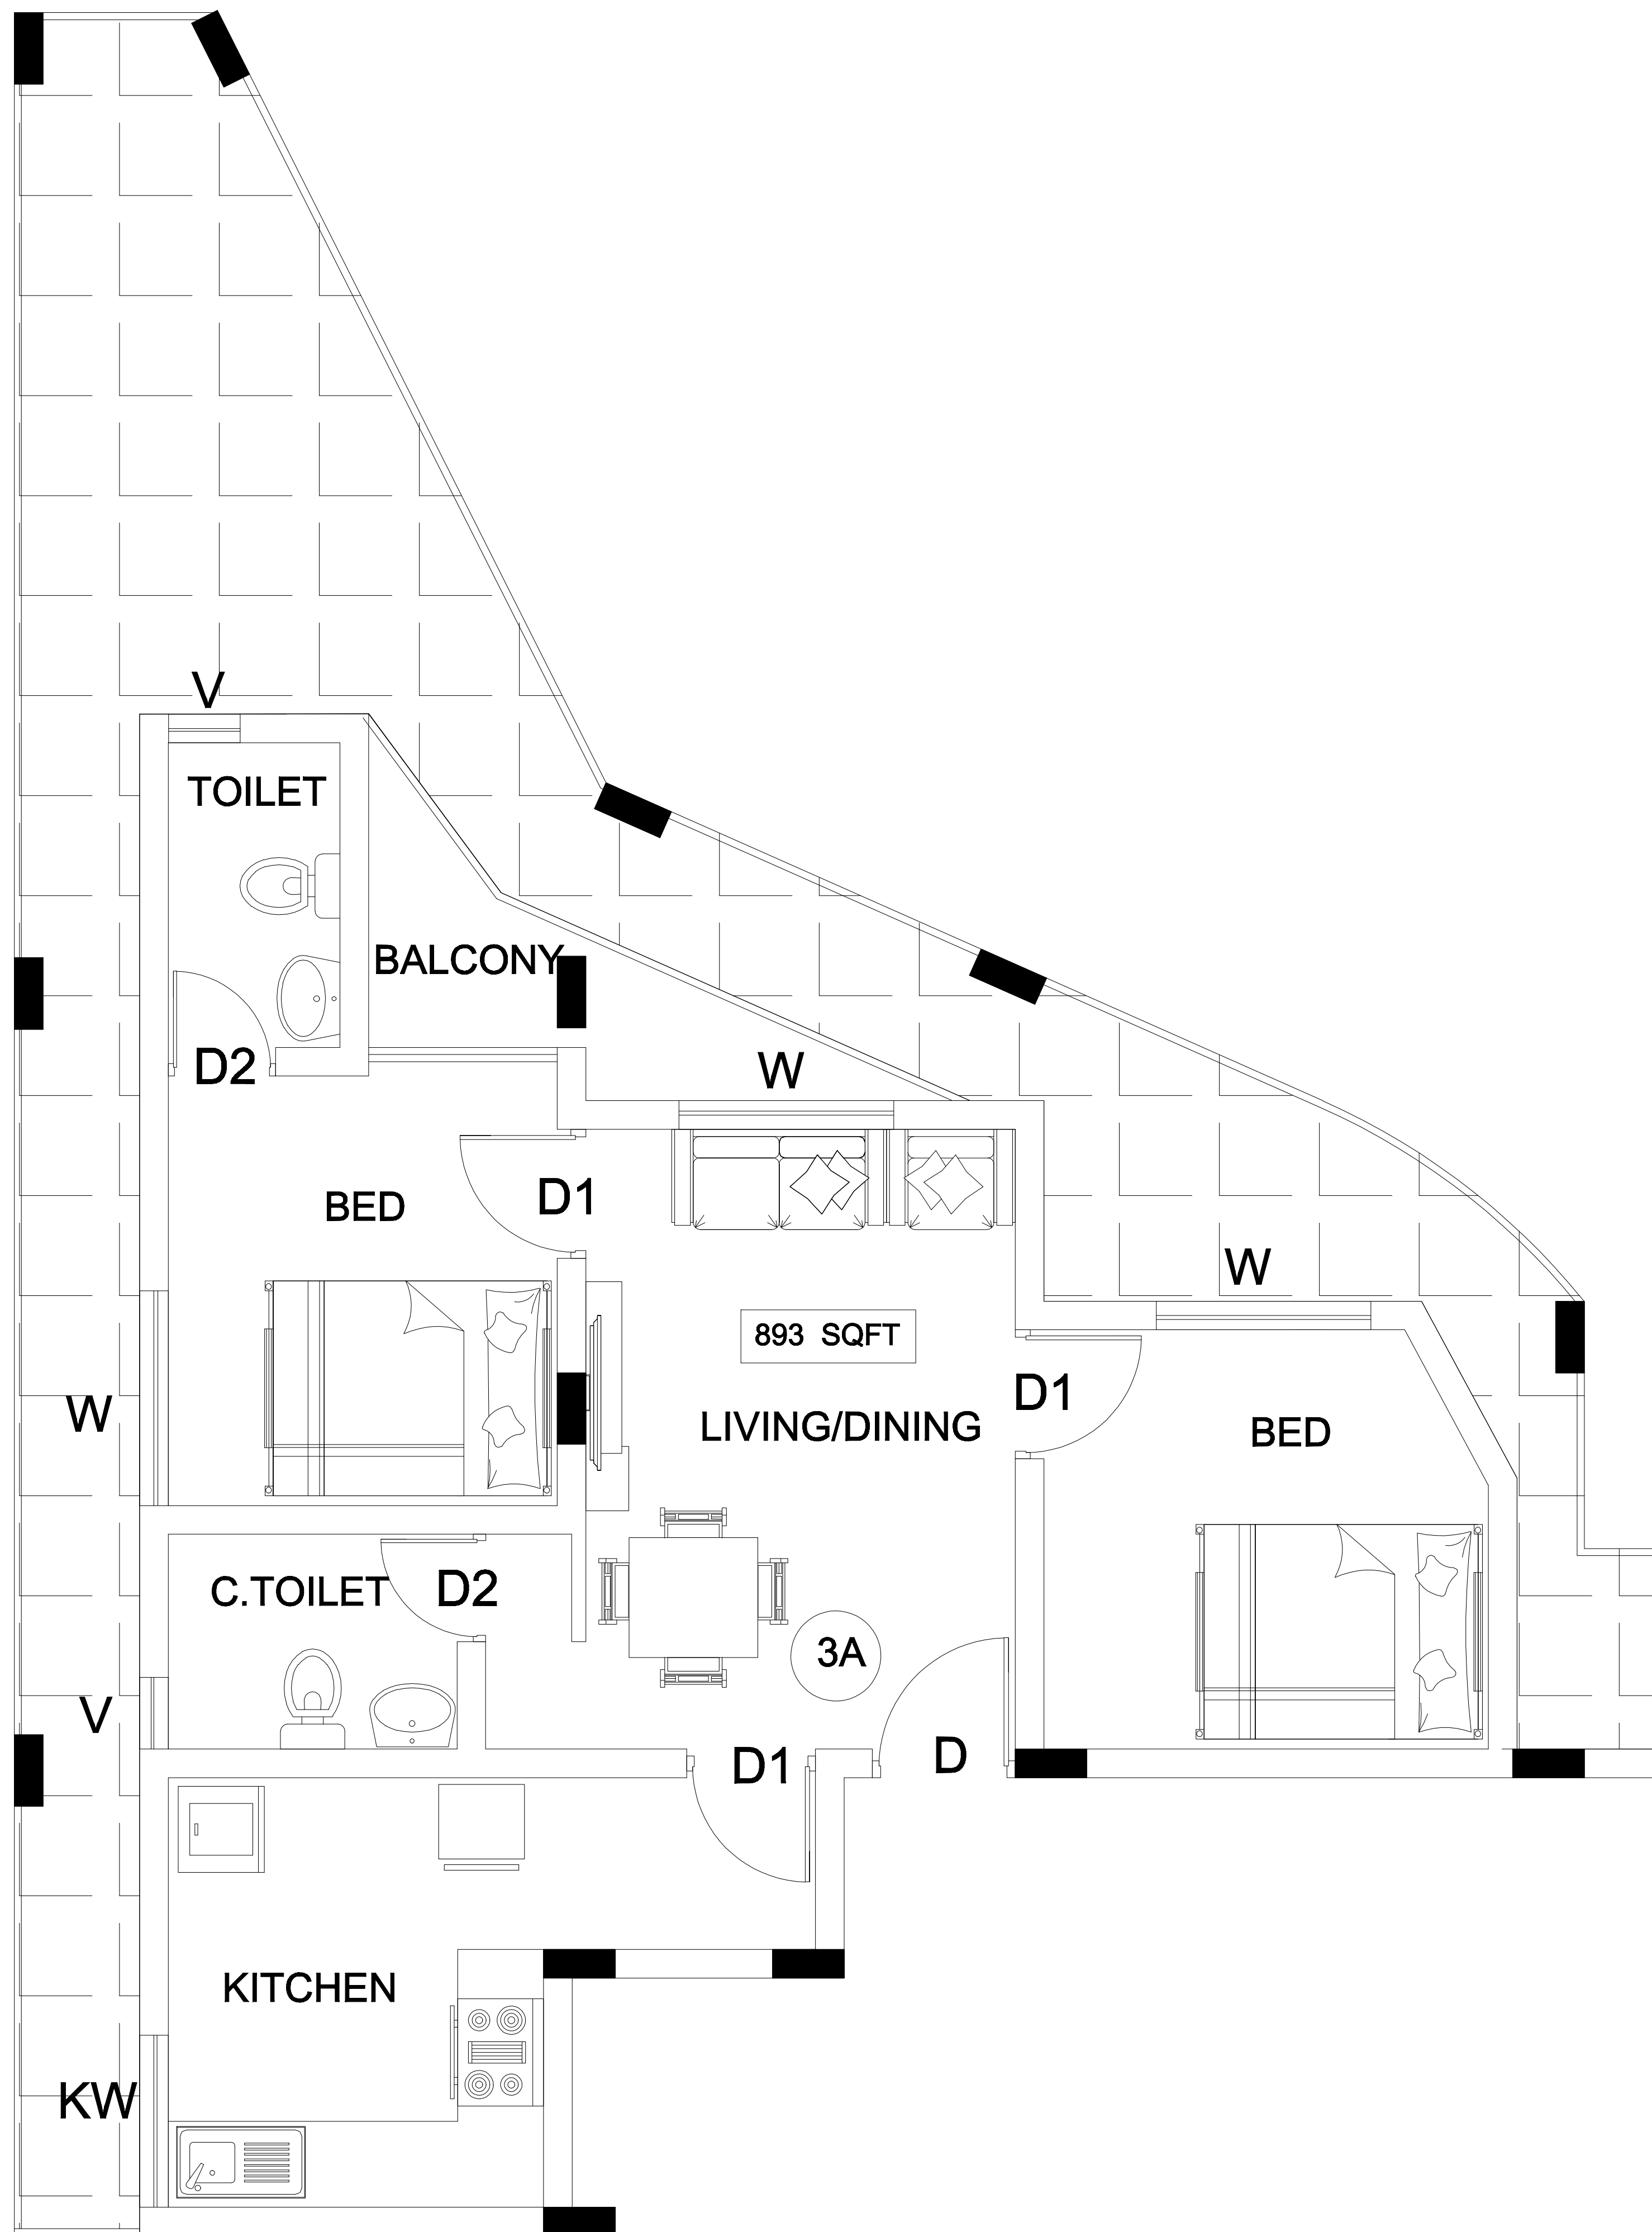 V
TOILET
BALCONY
D2
W
BED
D1
W
893 SQFT
D1
W
LIVING/DINING
BED
C.TOILET
D2
3A
V
D1
D
KITCHEN
KW